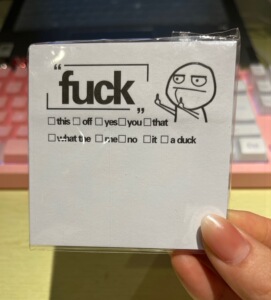 “
fuck
”
☐this ☐off ☐yes☐you☐that
☐what the ☐me☐no ☐it ☐a duck